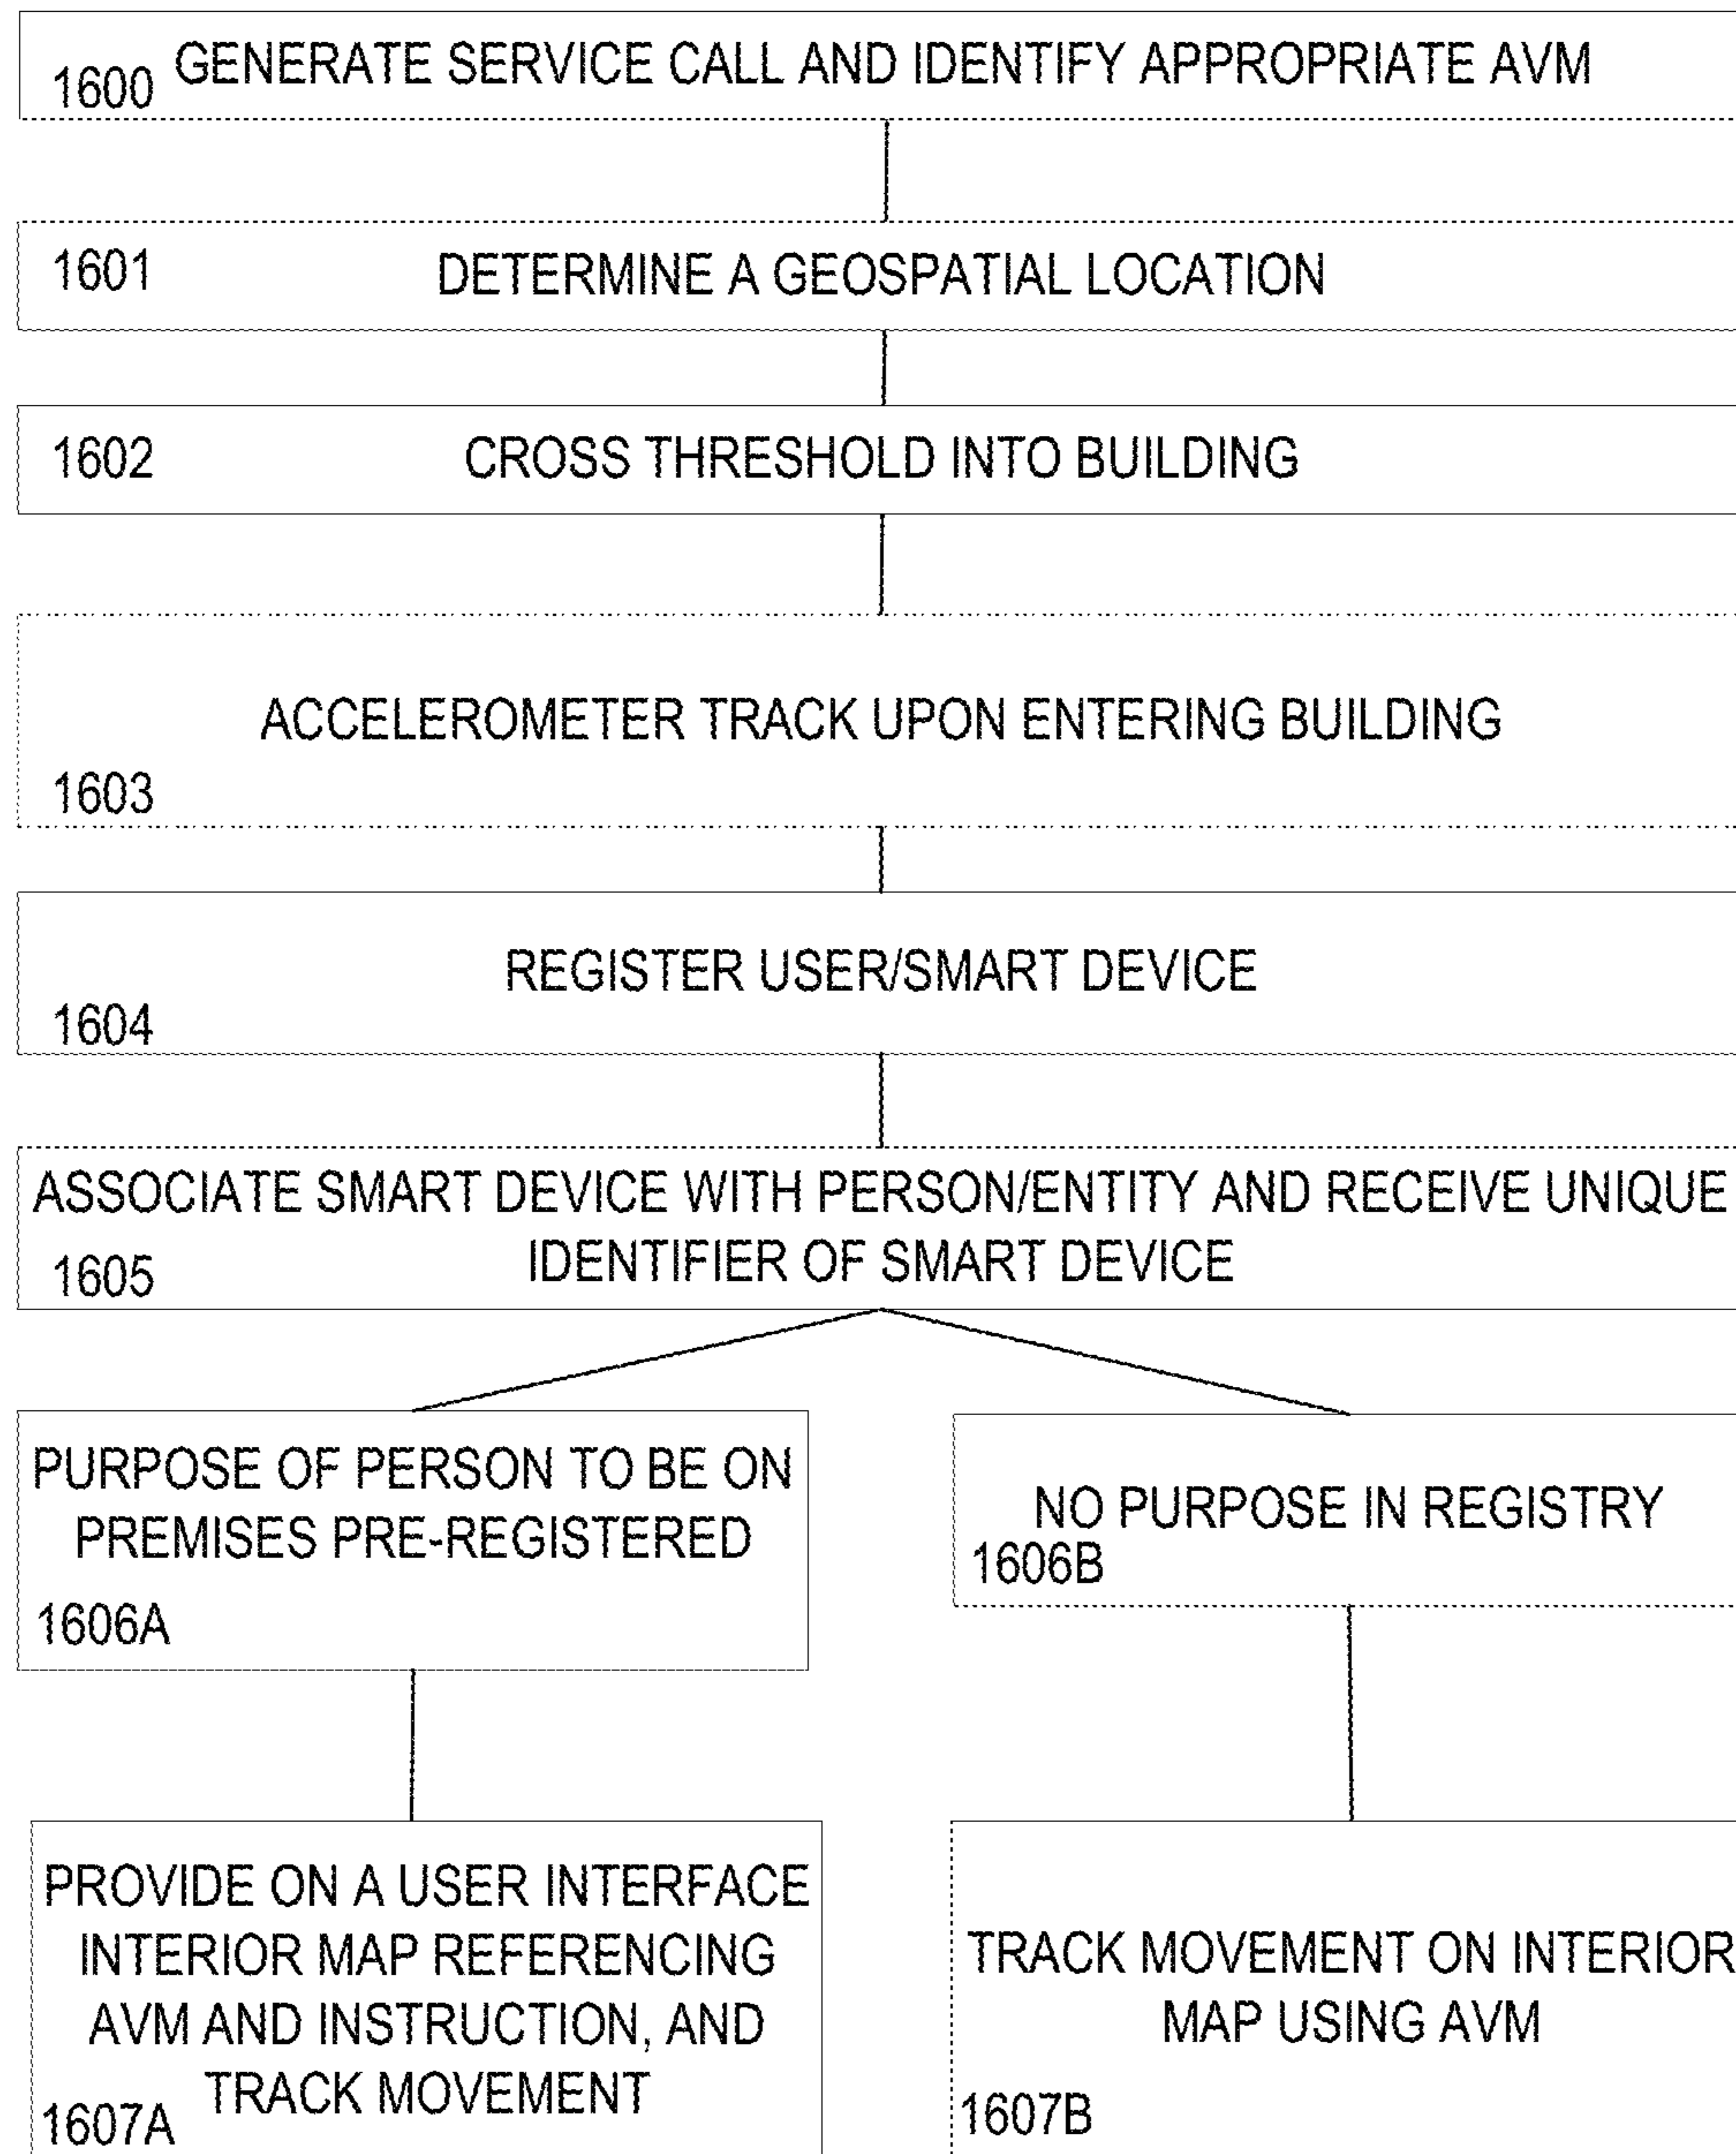 1600 GENERATE SERVICE CALL AND IDENTIFY APPROPRIATE AVM
1601 DETERMINE A GEOSPATIAL LOCATION
1602 CROSS THRESHOLD INTO BUILDING
ACCELEROMETER TRACK UPON ENTERING BUILDING
1603
REGISTER USER/SMART DEVICE
1604
ASSOCIATE SMART DEVICE WITH PERSON/ENTITY AND RECEIVE UNIQUE
IDENTIFIER OF SMART DEVICE
1605
PURPOSE OF PERSON TO BE ON
PREMISES PRE-REGISTERED
1606A
NO PURPOSE IN REGISTRY
1606B
PROVIDE ON A USER INTERFACE
INTERIOR MAP REFERENCING
AVM AND INSTRUCTION, AND
TRACK MOVEMENT
1607A
TRACK MOVEMENT ON INTERIOR
MAP USING AVM
1607B